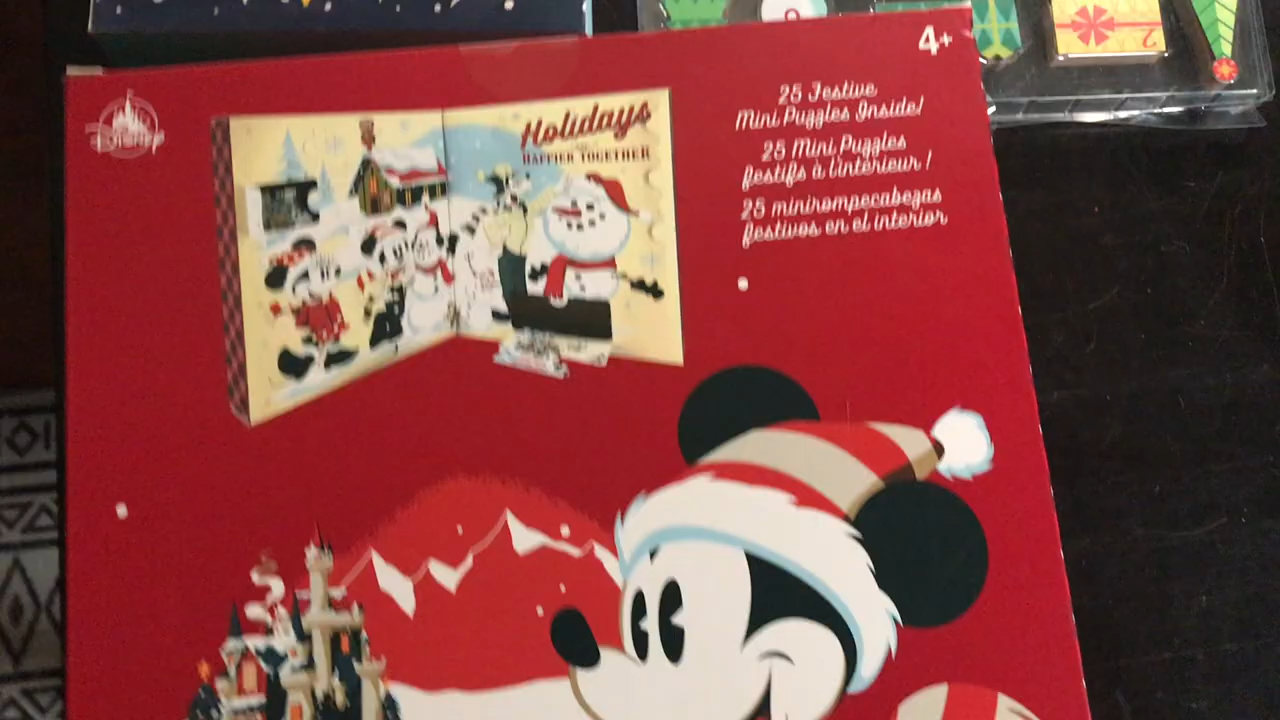 4+
DISNEY
25 Festive
Mini Puzzles Inside!
25 Mini Puzzles
festifs à l'intérieur !
25 minirompecabezas
festivos en el interior.
Holidays
HAPPIER TOGETHER
2